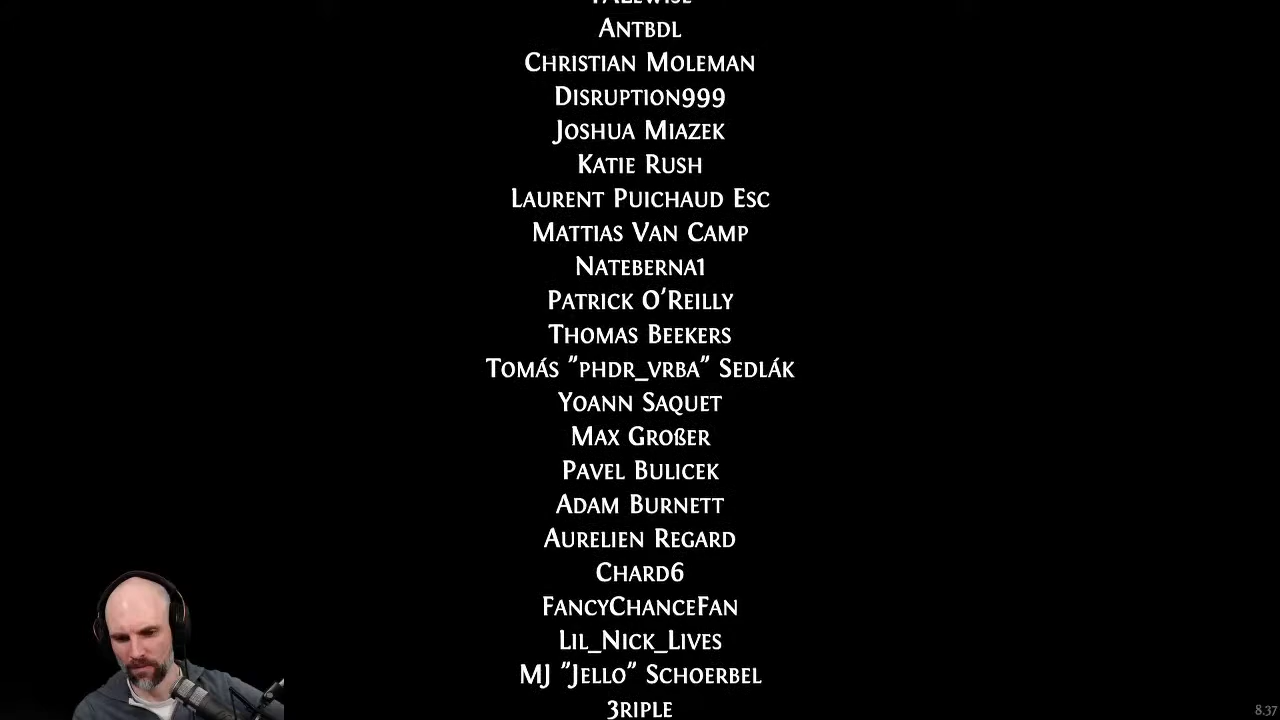 Antbdl
Christian Moleman
Disruption999
Joshua Miazek
Katie Rush
Laurent Puichaud Esc
Mattias Van Camp
Nateberna1
Patrick O'Reilly
Thomas Beekers
Tomás "phdr_vrba" Sedlák
Yoann Saquet
Max Großer
Pavel Bulicek
Adam Burnett
Aurelien Regard
Chard6
FancyChanceFan
Lil_Nick_Lives
MJ "Jello" Schoerbel
3riple
8.37